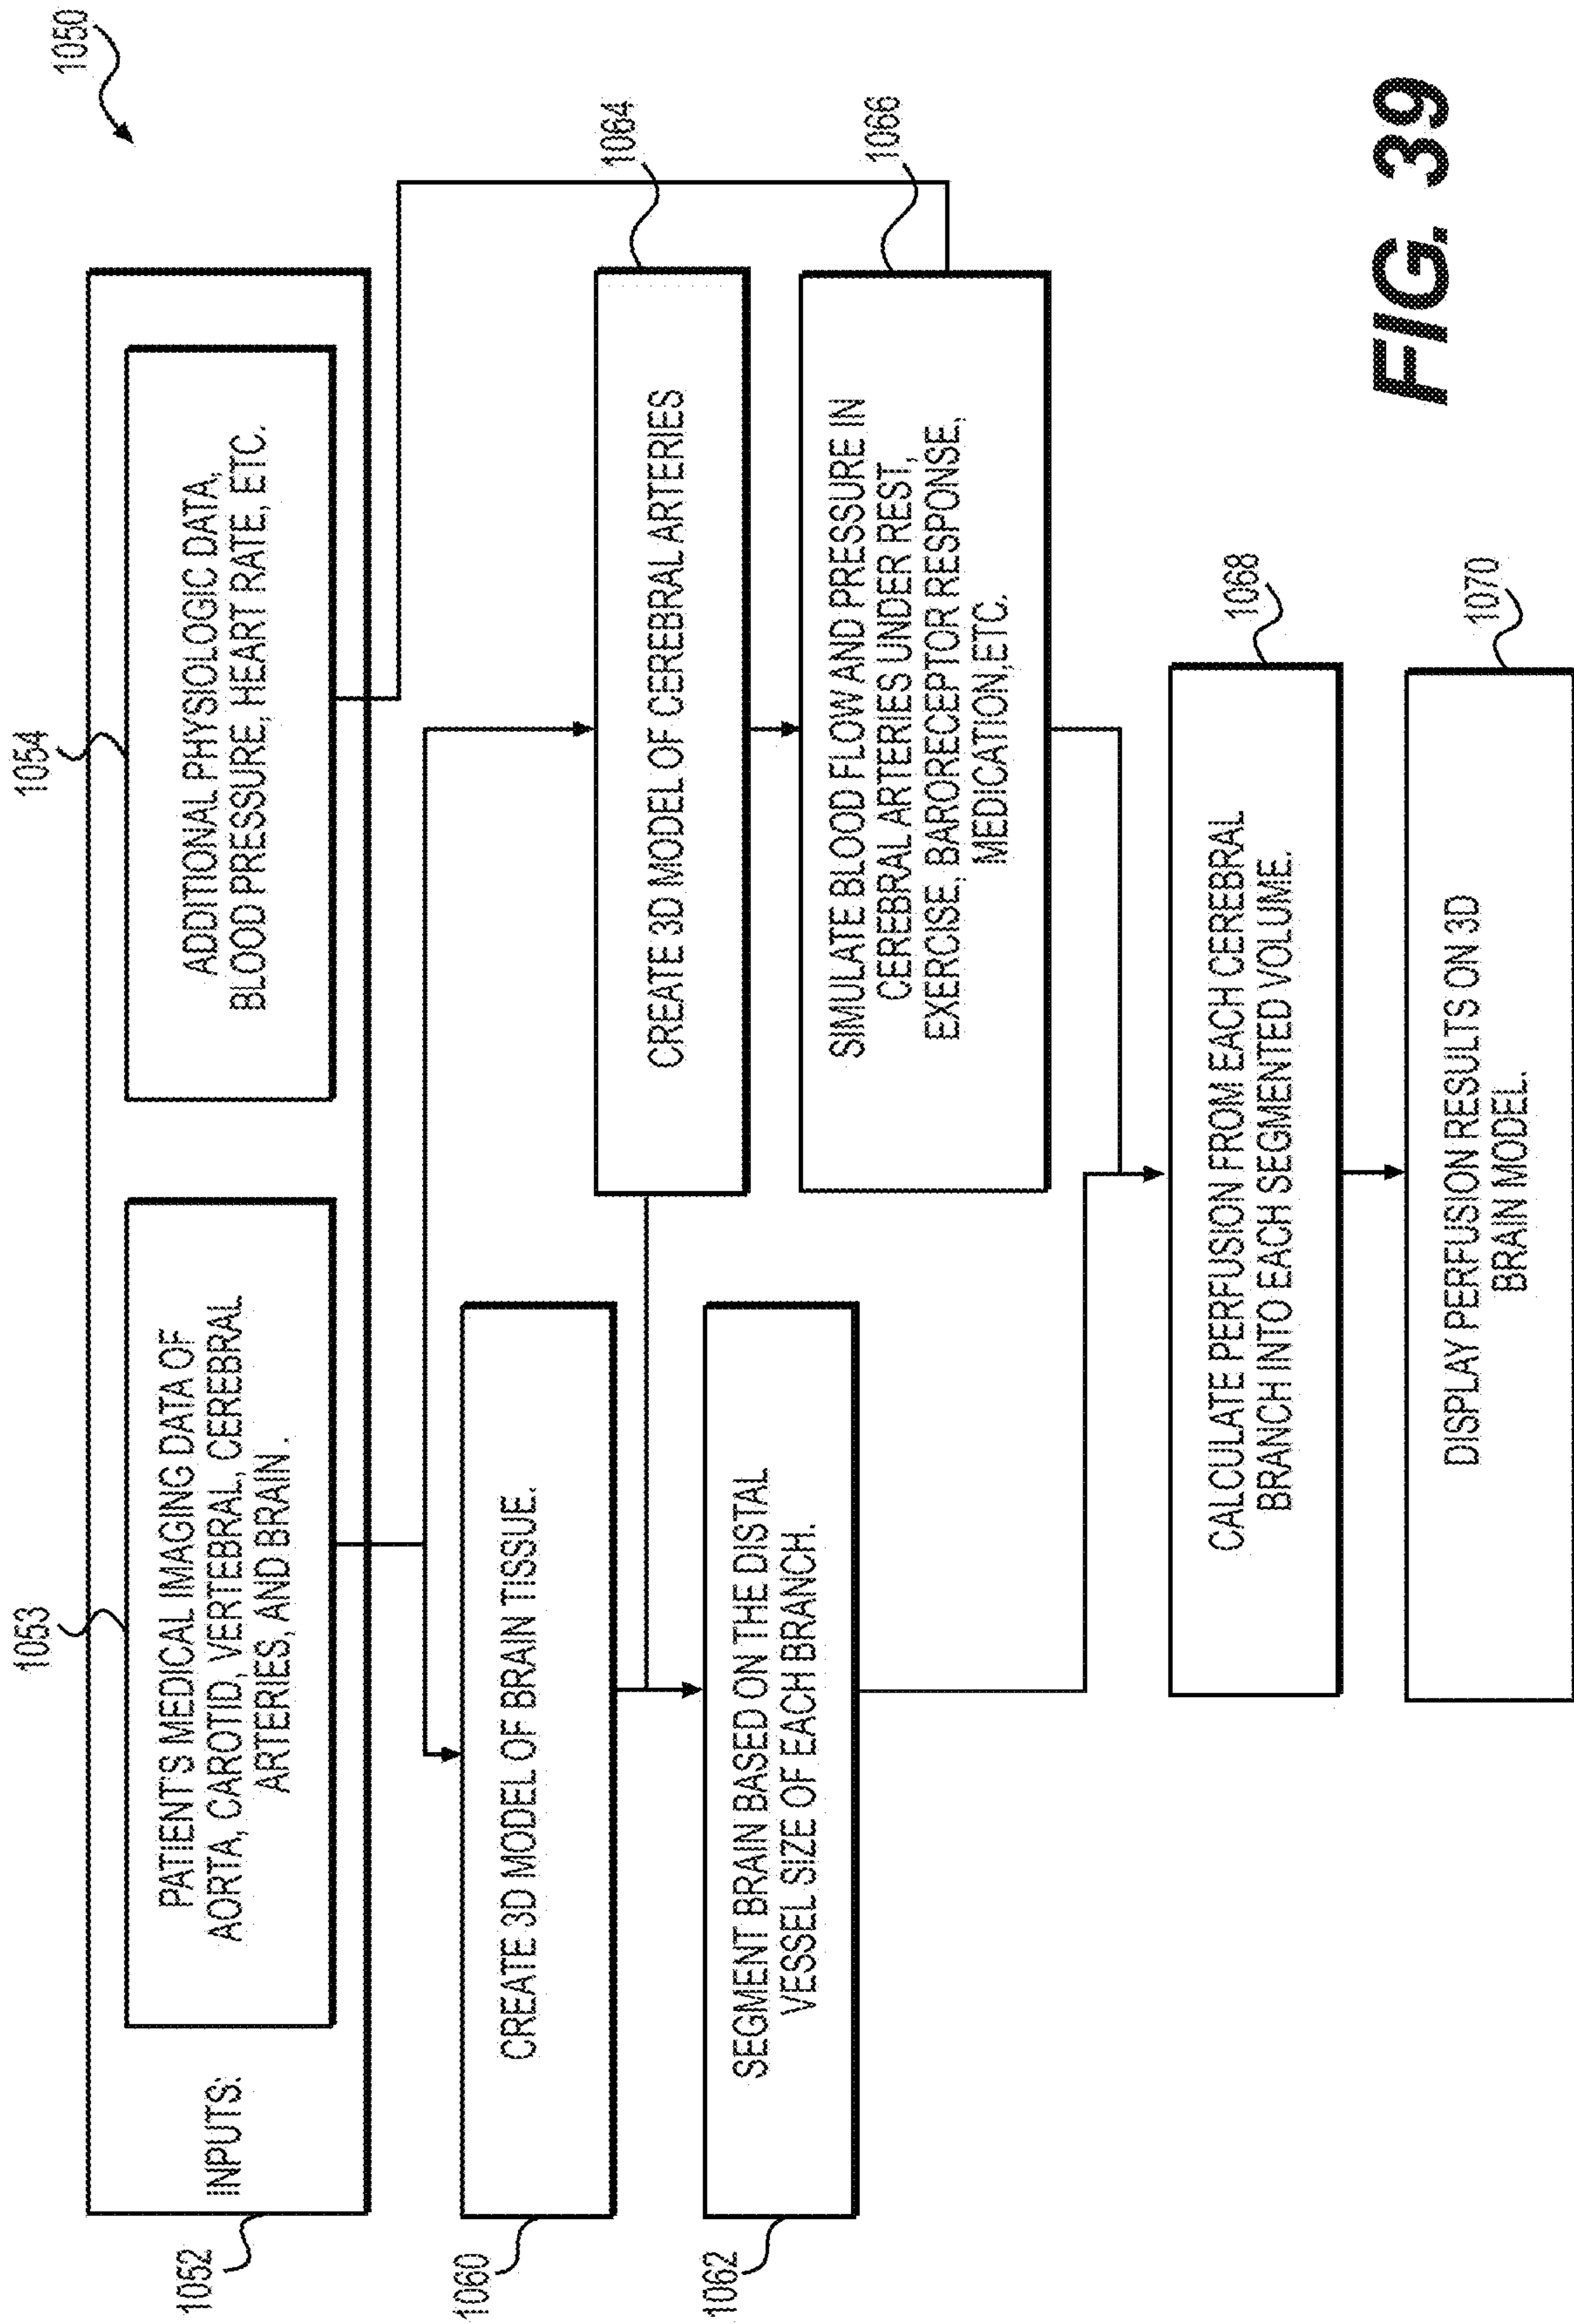 1050
1052
INPUTS:
1053
PATIENT'S MEDICAL IMAGING DATA OF
AORTA, CAROTID, VERTEBRAL, CEREBRAL
ARTERIES, AND BRAIN .
1054
ADDITIONAL PHYSIOLOGIC DATA,
BLOOD PRESSURE, HEART RATE, ETC.
1060
CREATE 3D MODEL OF BRAIN TISSUE.
1064
CREATE 3D MODEL OF CEREBRAL ARTERIES
1062
SEGMENT BRAIN BASED ON THE DISTAL
VESSEL SIZE OF EACH BRANCH.
1066
SIMULATE BLOOD FLOW AND PRESSURE IN
CEREBRAL ARTERIES UNDER REST,
EXERCISE, BARORECEPTOR RESPONSE,
MEDICATION,ETC.
1068
CALCULATE PERFUSION FROM EACH CEREBRAL
BRANCH INTO EACH SEGMENTED VOLUME.
1070
DISPLAY PERFUSION RESULTS ON 3D
BRAIN MODEL.
FIG. 39